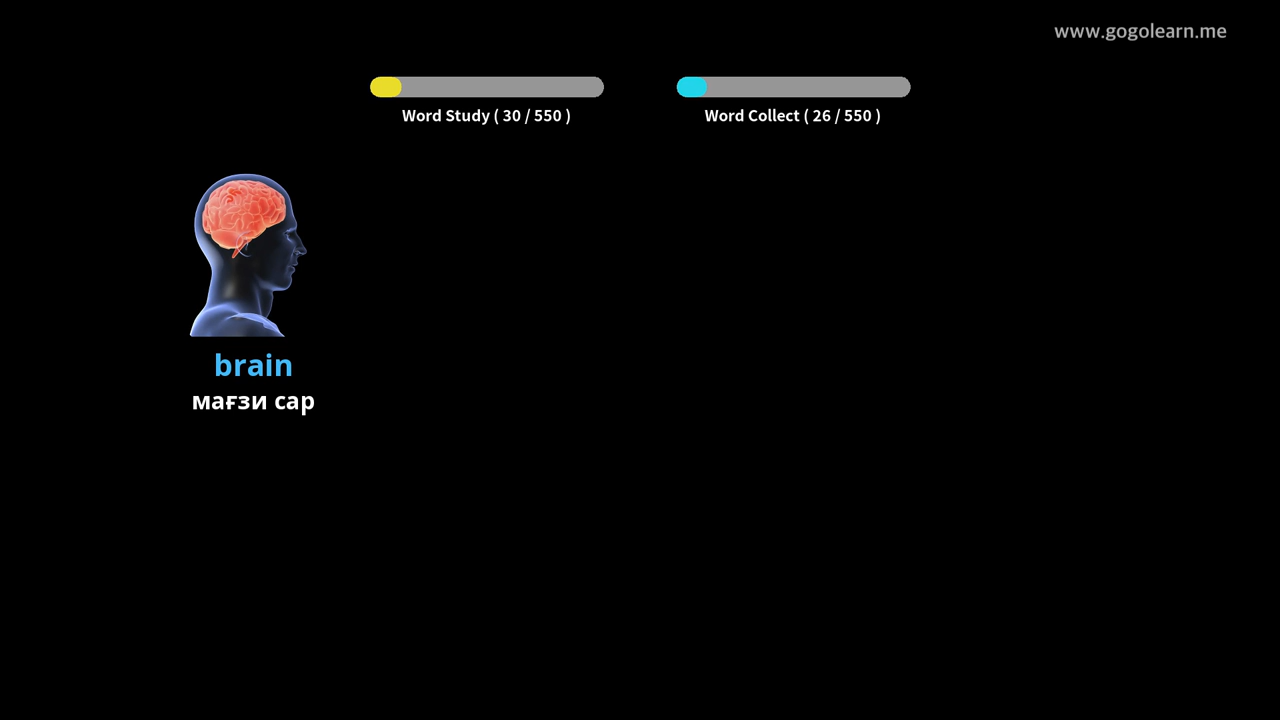 www.gogolearn.me
Word Study ( 30 / 550 )
Word Collect ( 26 / 550 )
brain
мағзи сар